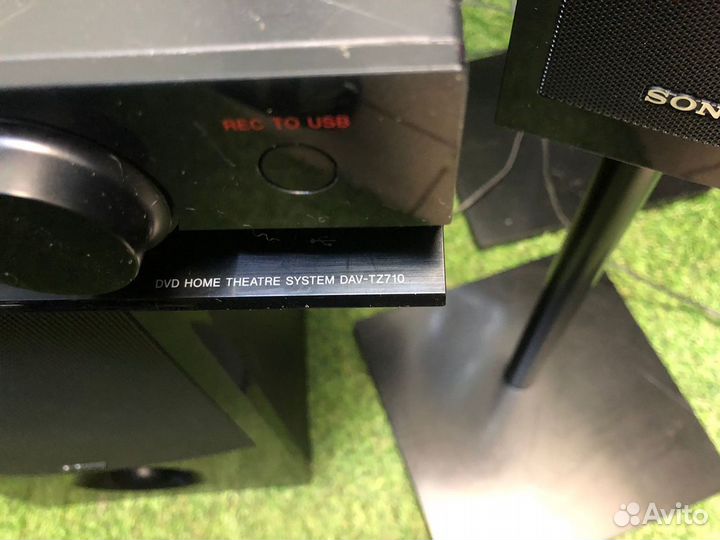 REC TO USB
SON
DVD HOME THEATRE SYSTEM DAV-TZ710
Avito